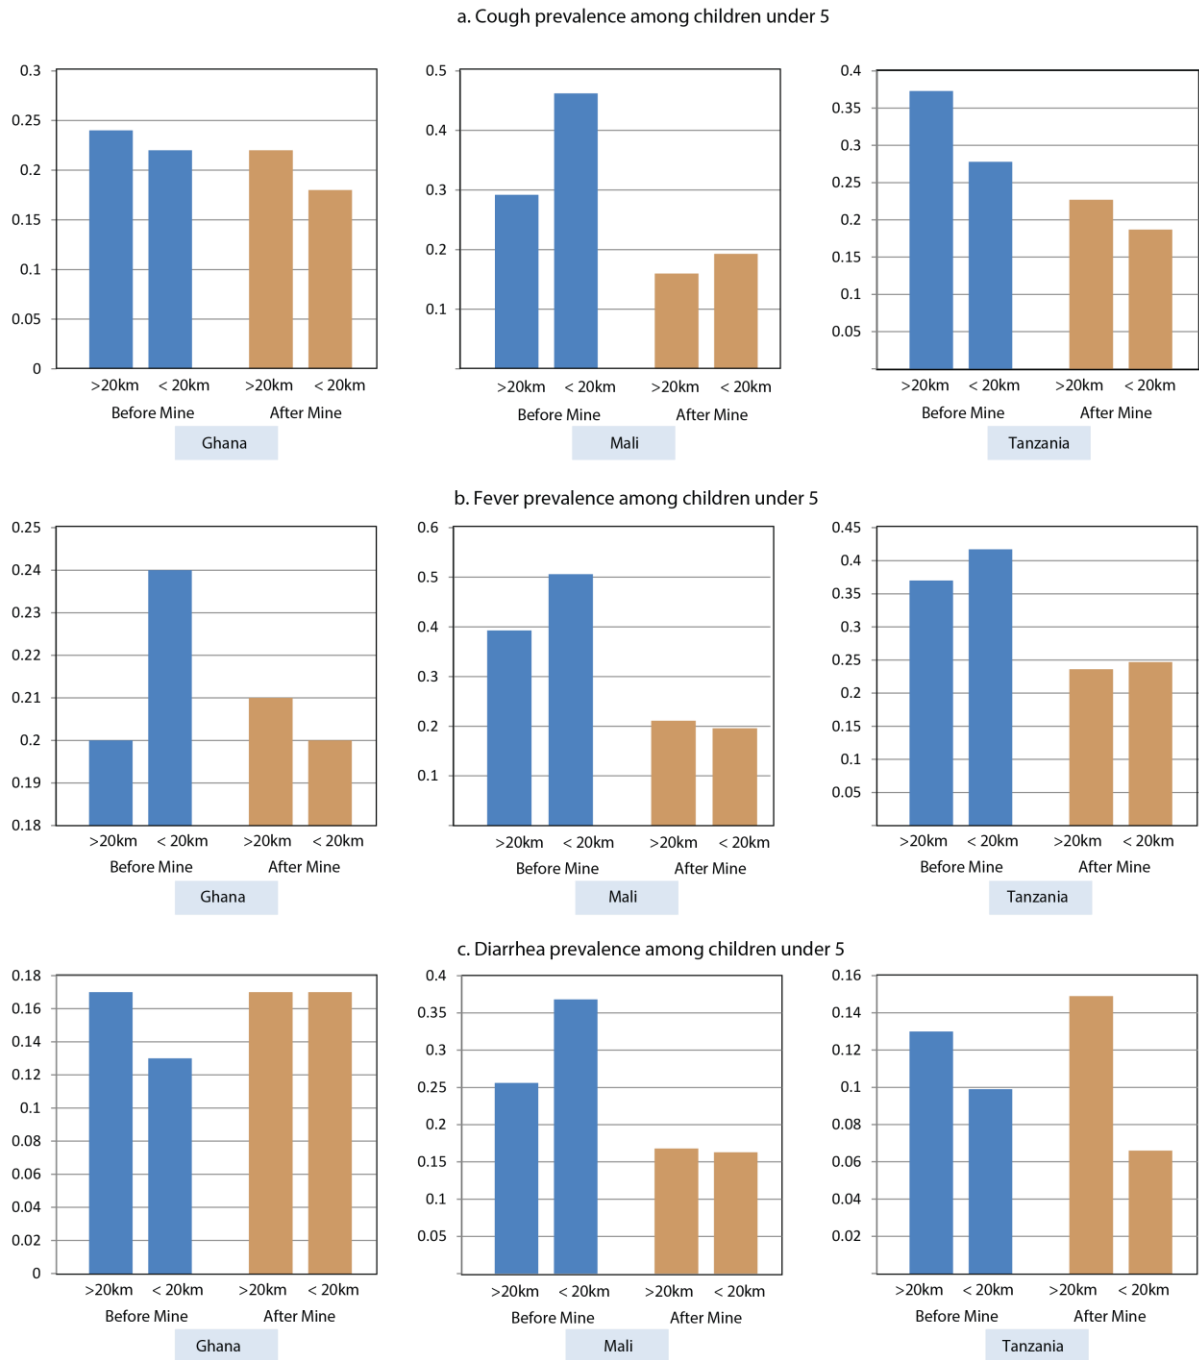 a. Cough prevalence among children under 5
0.3
0.25
0.2
0.15
0.1
0.05
0
>20km < 20km >20km < 20km
Before Mine After Mine
Ghana
0.5
0.4
0.3
0.2
0.1
>20km < 20km >20km < 20km
Before Mine After Mine
Mali
0.4
0.35
0.3
0.25
0.2
0.15
0.1
0.05
>20km < 20km >20km < 20km
Before Mine After Mine
Tanzania
b. Fever prevalence among children under 5
0.25
0.24
0.23
0.22
0.21
0.2
0.19
0.18
>20km < 20km >20km < 20km
Before Mine After Mine
Ghana
0.6
0.5
0.4
0.3
0.2
0.1
>20km < 20km >20km < 20km
Before Mine After Mine
Mali
0.45
0.4
0.35
0.3
0.25
0.2
0.15
0.1
0.05
>20km < 20km >20km < 20km
Before Mine After Mine
Tanzania
c. Diarrhea prevalence among children under 5
0.18
0.16
0.14
0.12
0.1
0.08
0.06
0.04
0.02
0
>20km < 20km >20km < 20km
Before Mine After Mine
Ghana
0.4
0.35
0.3
0.25
0.2
0.15
0.1
0.05
>20km < 20km >20km < 20km
Before Mine After Mine
Mali
0.16
0.14
0.12
0.1
0.08
0.06
0.04
0.02
>20km < 20km >20km < 20km
Before Mine After Mine
Tanzania